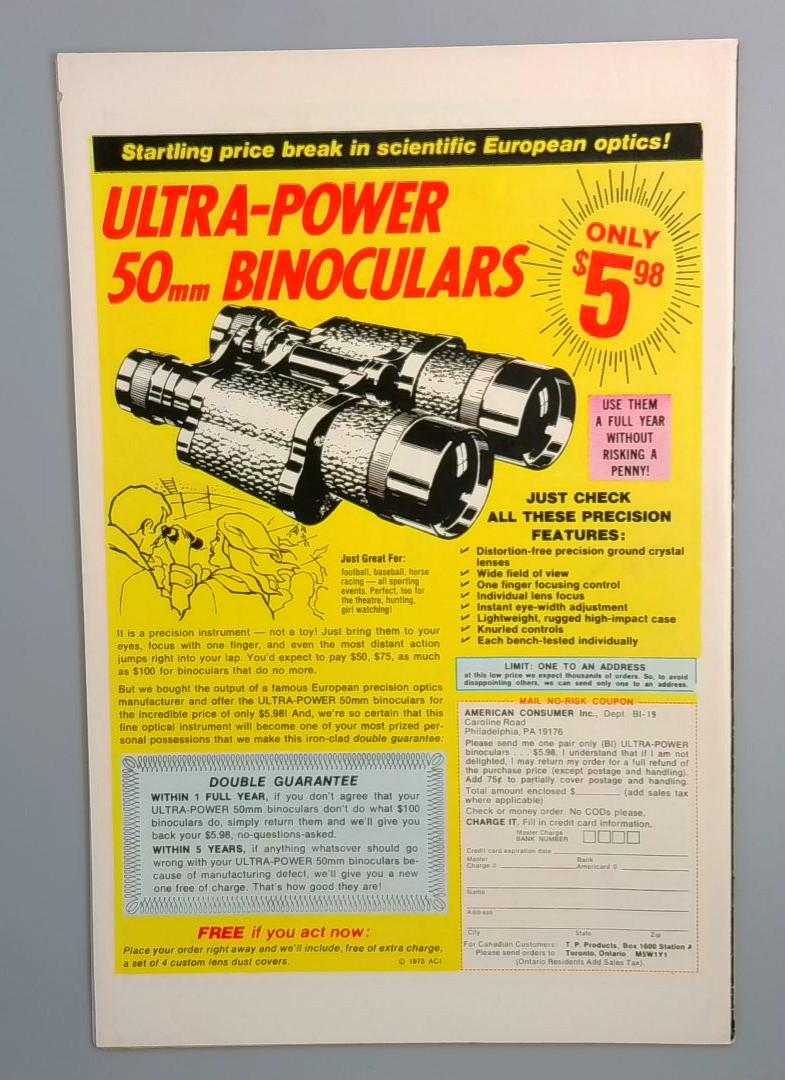 Startling price break in scientific European optics!
ULTRA-POWER
50mm BINOCULARS
ONLY
$5.98
USE THEM
A FULL YEAR
WITHOUT
RISKING A
PENNY!
JUST CHECK
ALL THESE PRECISION
FEATURES:
Distortion-free precision ground crystal
lenses
Wide field of view
One finger focusing control
Individual lens focus
Instant eye-width adjustment
Lightweight, rugged high-impact case
Knurled controls
Each bench-tested individually
Just Great For:
football, baseball, horse
racing — all sporting
events. Perfect, too for
the theatre, hunting,
girl watching!
It is a precision instrument — not a toy! Just bring them to your
eyes, focus with one finger, and even the most distant action
jumps right into your lap. You'd expect to pay $50, $75, as much
as $100 for binoculars that do no more.
But we bought the output of a famous European precision optics
manufacturer and offer the ULTRA-POWER 50mm binoculars for
the incredible price of only $5.98! And, we're so certain that this
fine optical instrument will become one of your most prized per-
sonal possessions that we make this iron-clad double guarantee:
DOUBLE GUARANTEE
WITHIN 1 FULL YEAR, if you don't agree that your
ULTRA-POWER 50mm binoculars don't do what $100
binoculars do, simply return them and we'll give you
back your $5.98, no-questions-asked.
WITHIN 5 YEARS, if anything whatsoever should go
wrong with your ULTRA-POWER 50mm binoculars be-
cause of manufacturing defect, we'll give you a new
one free of charge. That's how good they are!
FREE if you act now:
Place your order right away and we'll include, free of extra charge,
a set of 4 custom lens dust covers.
© 1975 ACI
LIMIT: ONE TO AN ADDRESS
at this low price we expect thousands of orders. So, to avoid
disappointing others, we can send only one to an address.
MAIL NO-RISK COUPON
AMERICAN CONSUMER Inc., Dept. BI-19
Caroline Road
Philadelphia, PA 19176
Please send me one pair only (BI) ULTRA-POWER
binoculars . . . $5.98. I understand that if I am not
delighted, I may return my order for a full refund of
the purchase price (except postage and handling).
Add 75¢ to partially cover postage and handling.
Total amount enclosed $______ (add sales tax
where applicable)
Check or money order. No CODs please.
CHARGE IT. Fill in credit card information.
Master Charge
BANK NUMBER
Credit card expiration date
Master
Charge #
Bank
Americard #
Name
Address
City State Zip
For Canadian Customers: T. P. Products, Box 1600 Station A
Please send orders to Toronto, Ontario M5W1Y1
(Ontario Residents Add Sales Tax).